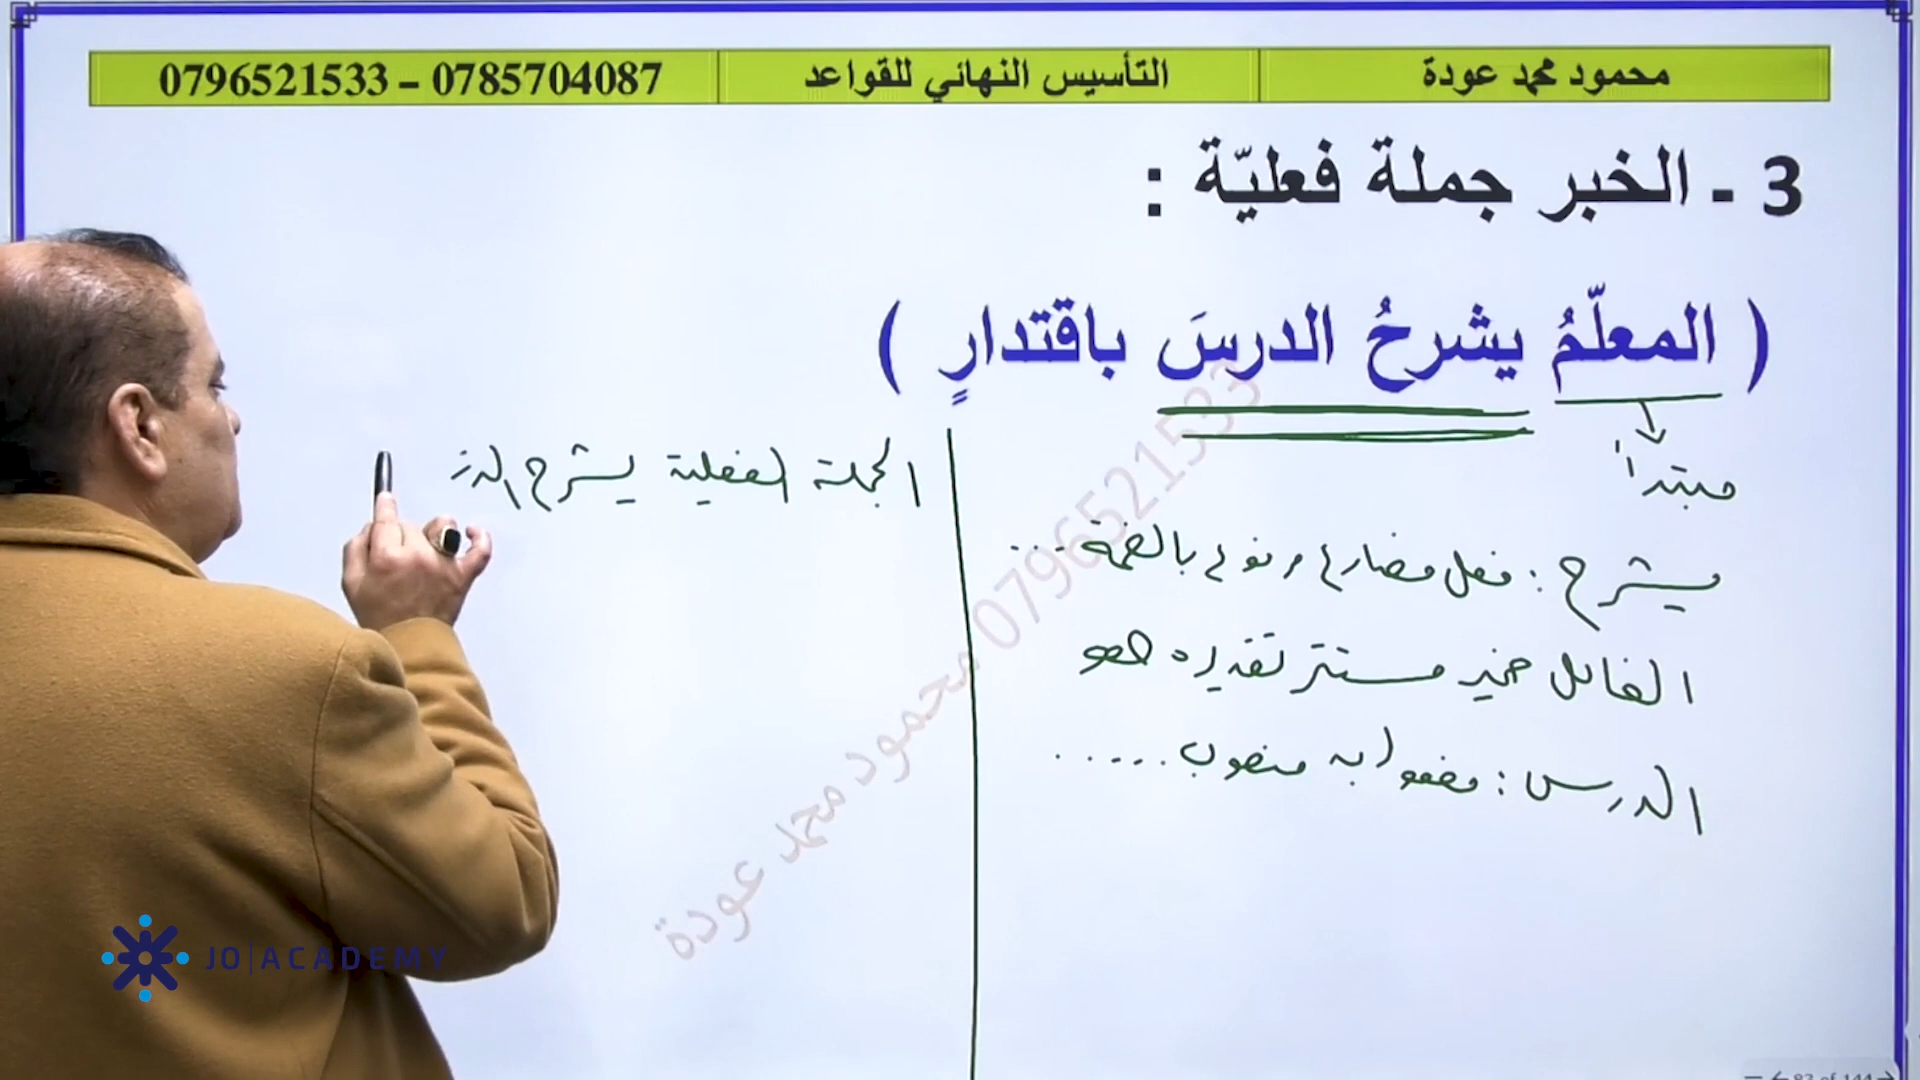 محمود محمد عودة
التأسيس النهائي للقواعد
0796521533 – 0785704087
3 - الخبر جملة فعليّة :
( المعلّمُ يشرحُ الدرسَ باقتدارٍ )
مبتدأ
يشرح : فعل مضارع مرفوع بالضمة ...
الفاعل ضمير مستتر تقديره هو
الدرس : مفعول به منصوب .....
الجملة الفعلية يشرح الدر
محمود محمد عودة 0796521533
JO|ACADEMY